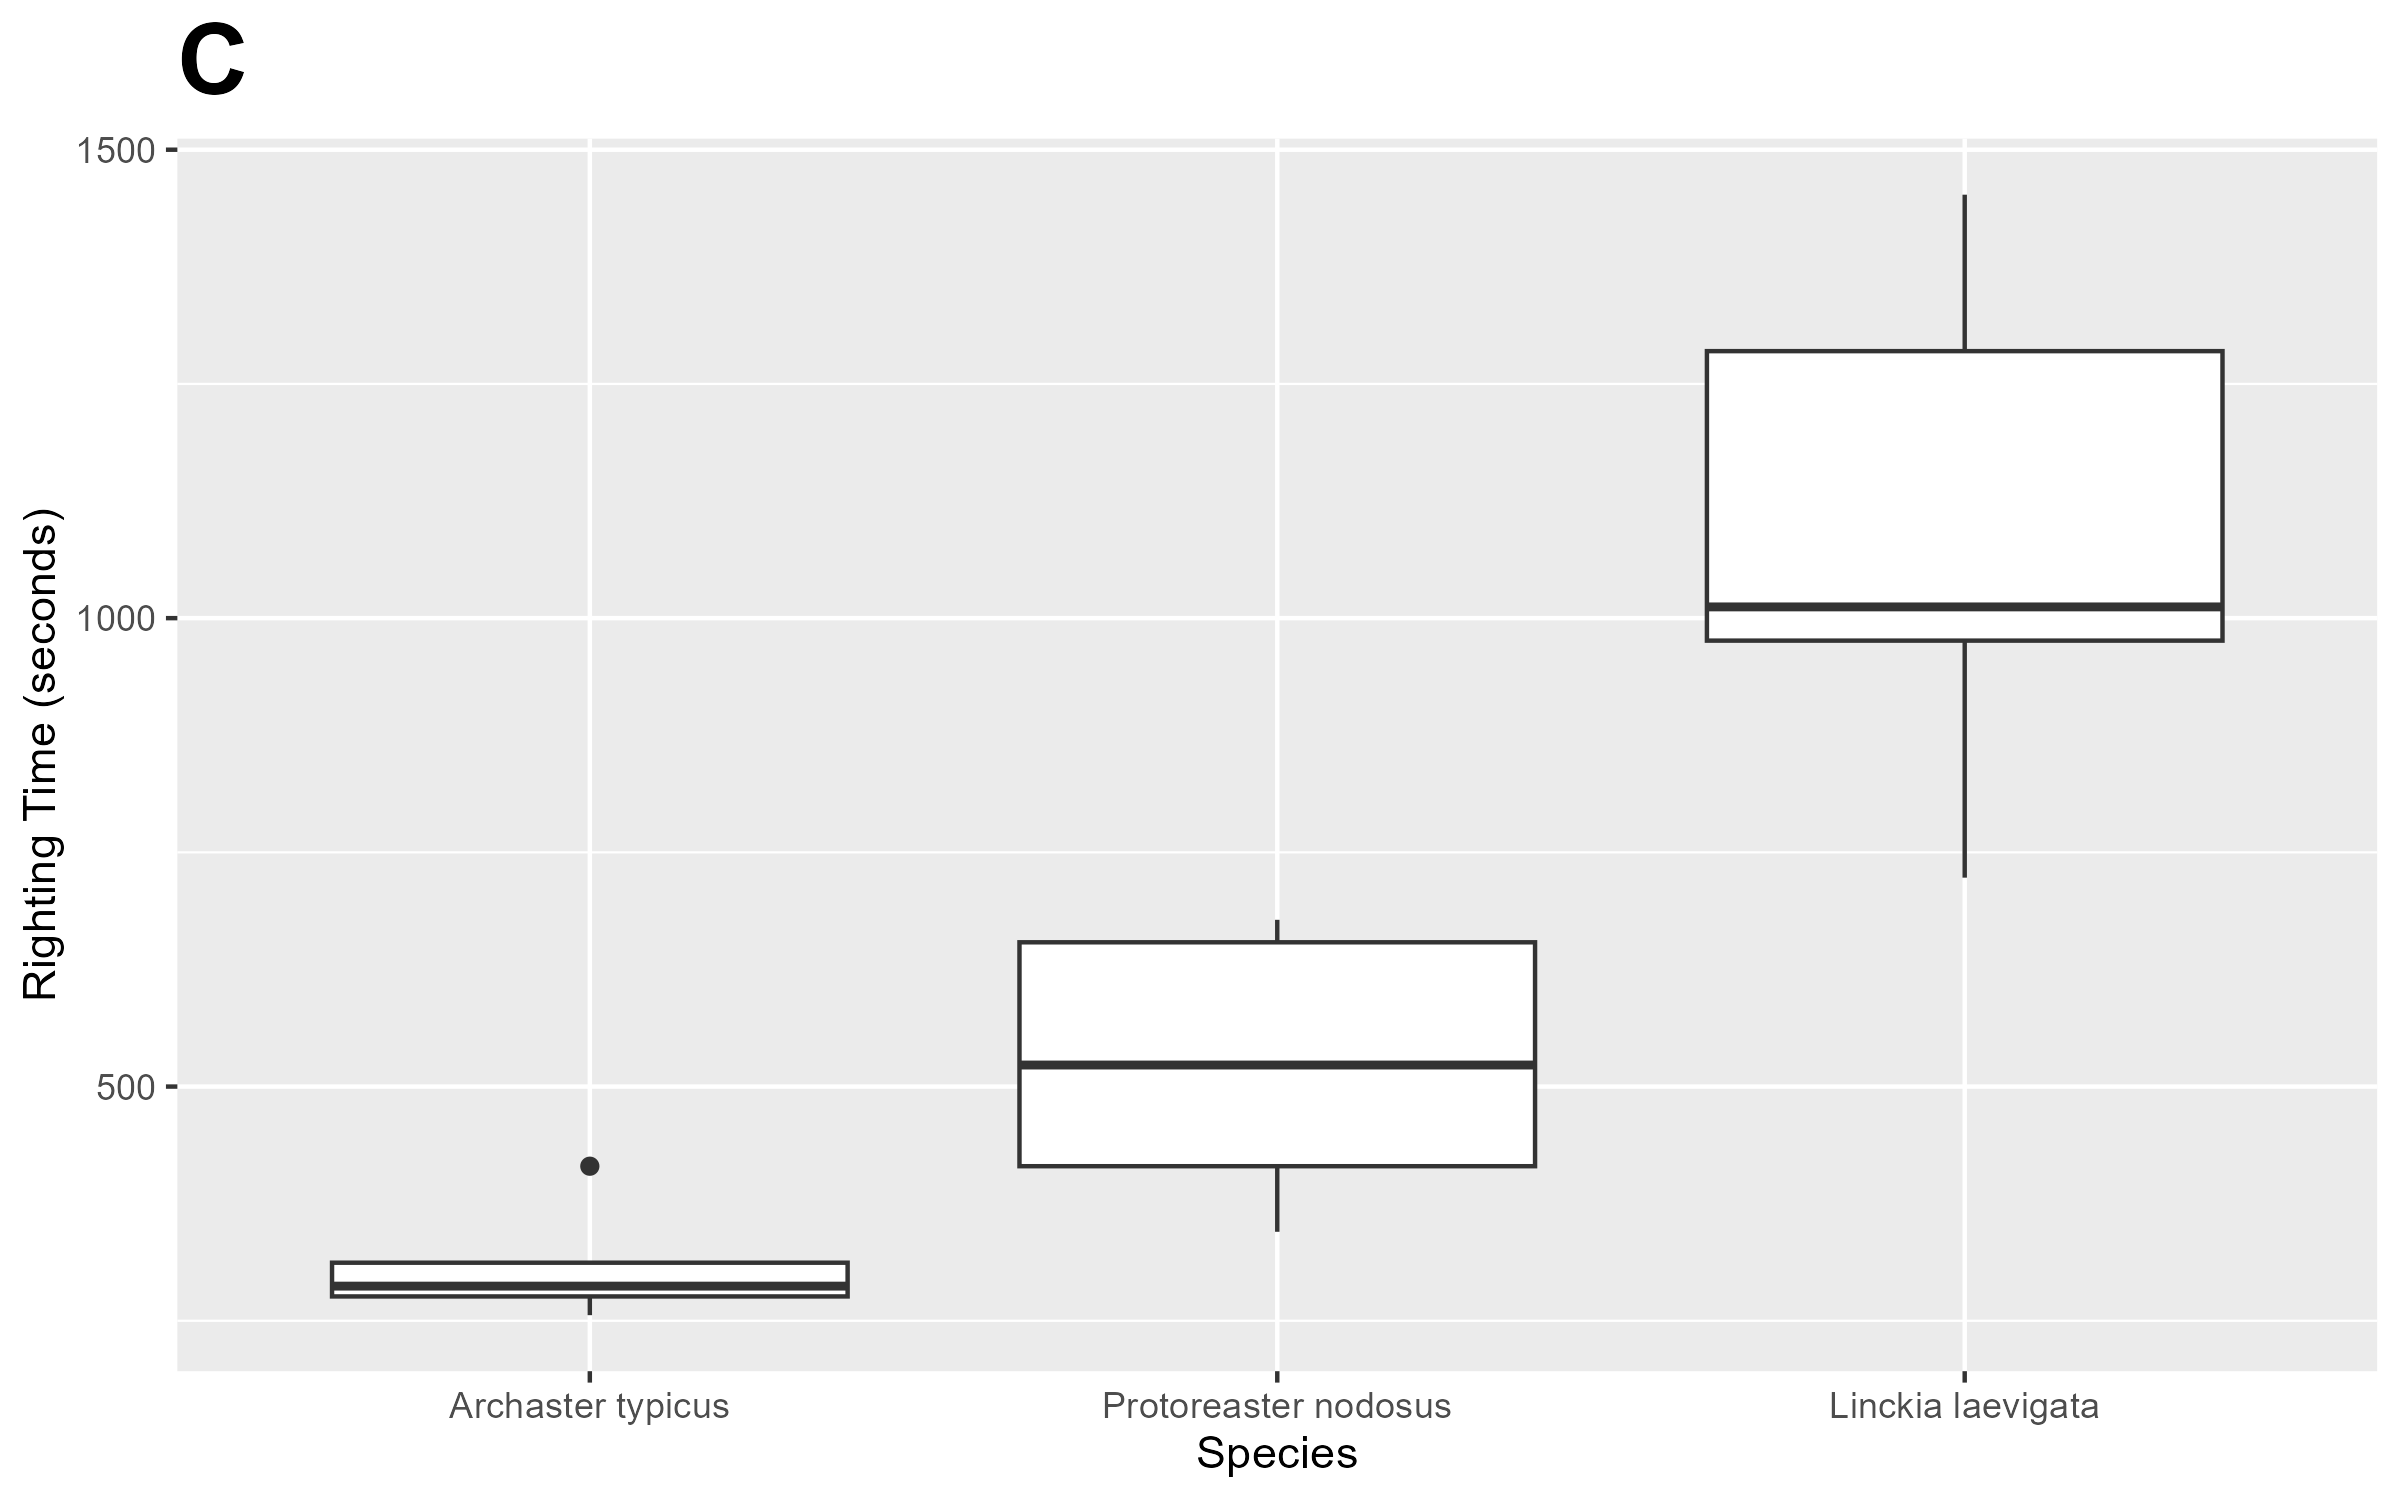 C
1500
1000
500
Righting Time (seconds)
Archaster typicus
Protoreaster nodosus
Linckia laevigata
Species